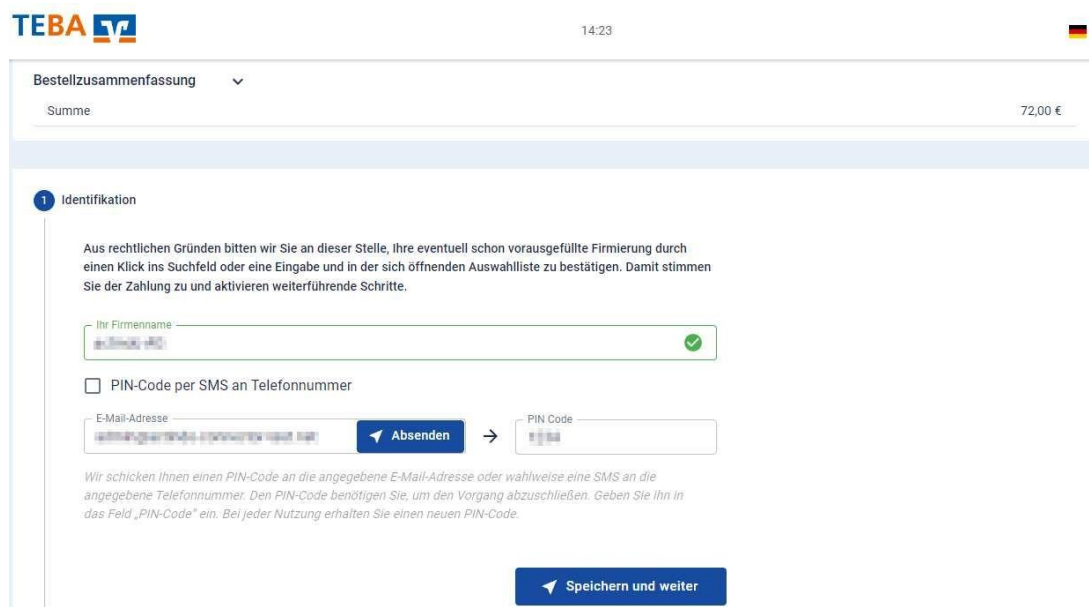 TEBA
14:23
Bestellzusammenfassung
Summe 72,00 €
1 Identifikation
Aus rechtlichen Gründen bitten wir Sie an dieser Stelle, Ihre eventuell schon vorausgefüllte Firmierung durch
einen Klick ins Suchfeld oder eine Eingabe und in der sich öffnenden Auswahlliste zu bestätigen. Damit stimmen
Sie der Zahlung zu und aktivieren weiterführende Schritte.
Ihr Firmenname
PIN-Code per SMS an Telefonnummer
E-Mail-Adresse
Absenden
PIN Code
Wir schicken Ihnen einen PIN-Code an die angegebene E-Mail-Adresse oder wahlweise eine SMS an die
angegebene Telefonnummer. Den PIN-Code benötigen Sie, um den Vorgang abzuschließen. Geben Sie ihn in
das Feld „PIN-Code" ein. Bei jeder Nutzung erhalten Sie einen neuen PIN-Code.
Speichern und weiter